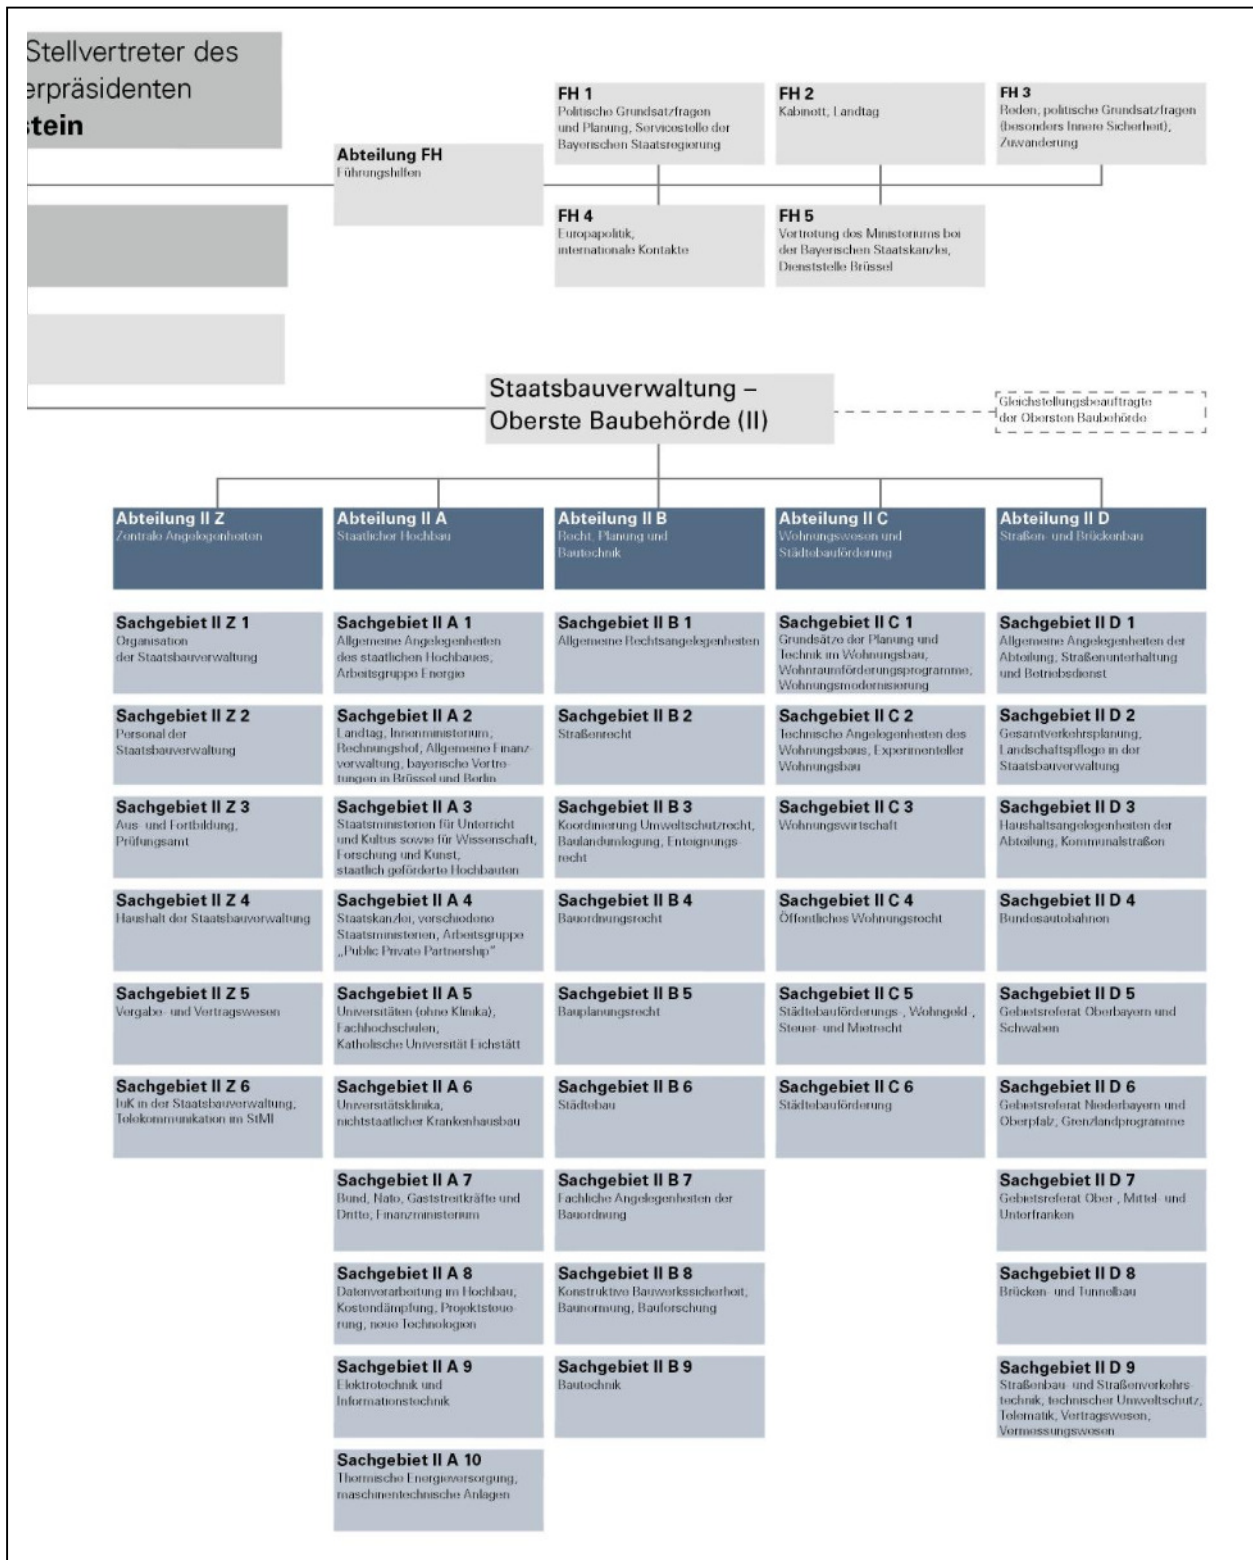 Stellvertreter des
erpräsidenten
stein
Abteilung FH
Führungshilfen
FH 1
Politische Grundsatzfragen
und Planung, Servicestelle der
Bayerischen Staatsregierung
FH 2
Kabinett, Landtag
FH 3
Reden, politische Grundsatzfragen
(besonders Innere Sicherheit),
Zuwanderung
FH 4
Europapolitik,
internationale Kontakte
FH 5
Vertretung des Ministeriums bei
der Bayerischen Staatskanzlei,
Dienststelle Brüssel
Staatsbauverwaltung –
Oberste Baubehörde (II)
Gleichstellungsbeauftragte
der Obersten Baubehörde
Abteilung II Z
Zentrale Angelegenheiten
Sachgebiet II Z 1
Organisation
der Staatsbauverwaltung
Sachgebiet II Z 2
Personal der
Staatsbauverwaltung
Sachgebiet II Z 3
Aus- und Fortbildung,
Prüfungsamt
Sachgebiet II Z 4
Haushalt der Staatsbauverwaltung
Sachgebiet II Z 5
Vergabe- und Vertragswesen
Sachgebiet II Z 6
IuK in der Staatsbauverwaltung,
Telekommunikation im StMI
Abteilung II A
Staatlicher Hochbau
Sachgebiet II A 1
Allgemeine Angelegenheiten
des staatlichen Hochbaues,
Arbeitsgruppe Energie
Sachgebiet II A 2
Landtag, Innenministerium,
Rechnungshof, Allgemeine Finanz-
verwaltung, bayerische Vertre-
tungen in Brüssel und Berlin
Sachgebiet II A 3
Staatsministerien für Unterricht
und Kultus sowie für Wissenschaft,
Forschung und Kunst,
staatlich geförderte Hochbauten
Sachgebiet II A 4
Staatskanzlei, verschiedene
Staatsministerien, Arbeitsgruppe
„Public Private Partnership“
Sachgebiet II A 5
Universitäten (ohne Klinika),
Fachhochschulen,
Katholische Universität Eichstätt
Sachgebiet II A 6
Universitätsklinika,
nichtstaatlicher Krankenhausbau
Sachgebiet II A 7
Bund, Nato, Gaststreitkräfte und
Dritte, Finanzministerium
Sachgebiet II A 8
Datenverarbeitung im Hochbau,
Kostendämpfung, Projektsteue-
rung, neue Technologien
Sachgebiet II A 9
Elektrotechnik und
Informationstechnik
Sachgebiet II A 10
Thermische Energieversorgung,
maschinentechnische Anlagen
Abteilung II B
Recht, Planung und
Bautechnik
Sachgebiet II B 1
Allgemeine Rechtsangelegenheiten
Sachgebiet II B 2
Straßenrecht
Sachgebiet II B 3
Koordinierung Umweltschutzrecht,
Baulandumlegung, Enteignungs-
recht
Sachgebiet II B 4
Bauordnungsrecht
Sachgebiet II B 5
Bauplanungsrecht
Sachgebiet II B 6
Städtebau
Sachgebiet II B 7
Fachliche Angelegenheiten der
Bauordnung
Sachgebiet II B 8
Konstruktive Bauwerkssicherheit,
Baunormung, Bauforschung
Sachgebiet II B 9
Bautechnik
Abteilung II C
Wohnungswesen und
Städtebauförderung
Sachgebiet II C 1
Grundsätze der Planung und
Technik im Wohnungsbau,
Wohnraumförderungsprogramme,
Wohnungsmodernisierung
Sachgebiet II C 2
Technische Angelegenheiten des
Wohnungsbaus, Experimenteller
Wohnungsbau
Sachgebiet II C 3
Wohnungswirtschaft
Sachgebiet II C 4
Öffentliches Wohnungsrecht
Sachgebiet II C 5
Städtebauförderungs-, Wohngeld-,
Steuer- und Mietrecht
Sachgebiet II C 6
Städtebauförderung
Abteilung II D
Straßen- und Brückenbau
Sachgebiet II D 1
Allgemeine Angelegenheiten der
Abteilung, Straßenunterhaltung
und Betriebsdienst
Sachgebiet II D 2
Gesamtverkehrsplanung,
Landschaftspflege in der
Staatsbauverwaltung
Sachgebiet II D 3
Haushaltsangelegenheiten der
Abteilung, Kommunalstraßen
Sachgebiet II D 4
Bundesautobahnen
Sachgebiet II D 5
Gebietsreferat Oberbayern und
Schwaben
Sachgebiet II D 6
Gebietsreferat Niederbayern und
Oberpfalz, Grenzlandprogramme
Sachgebiet II D 7
Gebietsreferat Ober-, Mittel- und
Unterfranken
Sachgebiet II D 8
Brücken- und Tunnelbau
Sachgebiet II D 9
Straßenbau- und Straßenverkehrs-
technik, technischer Umweltschutz,
Telematik, Vertragswesen,
Vermessungswesen